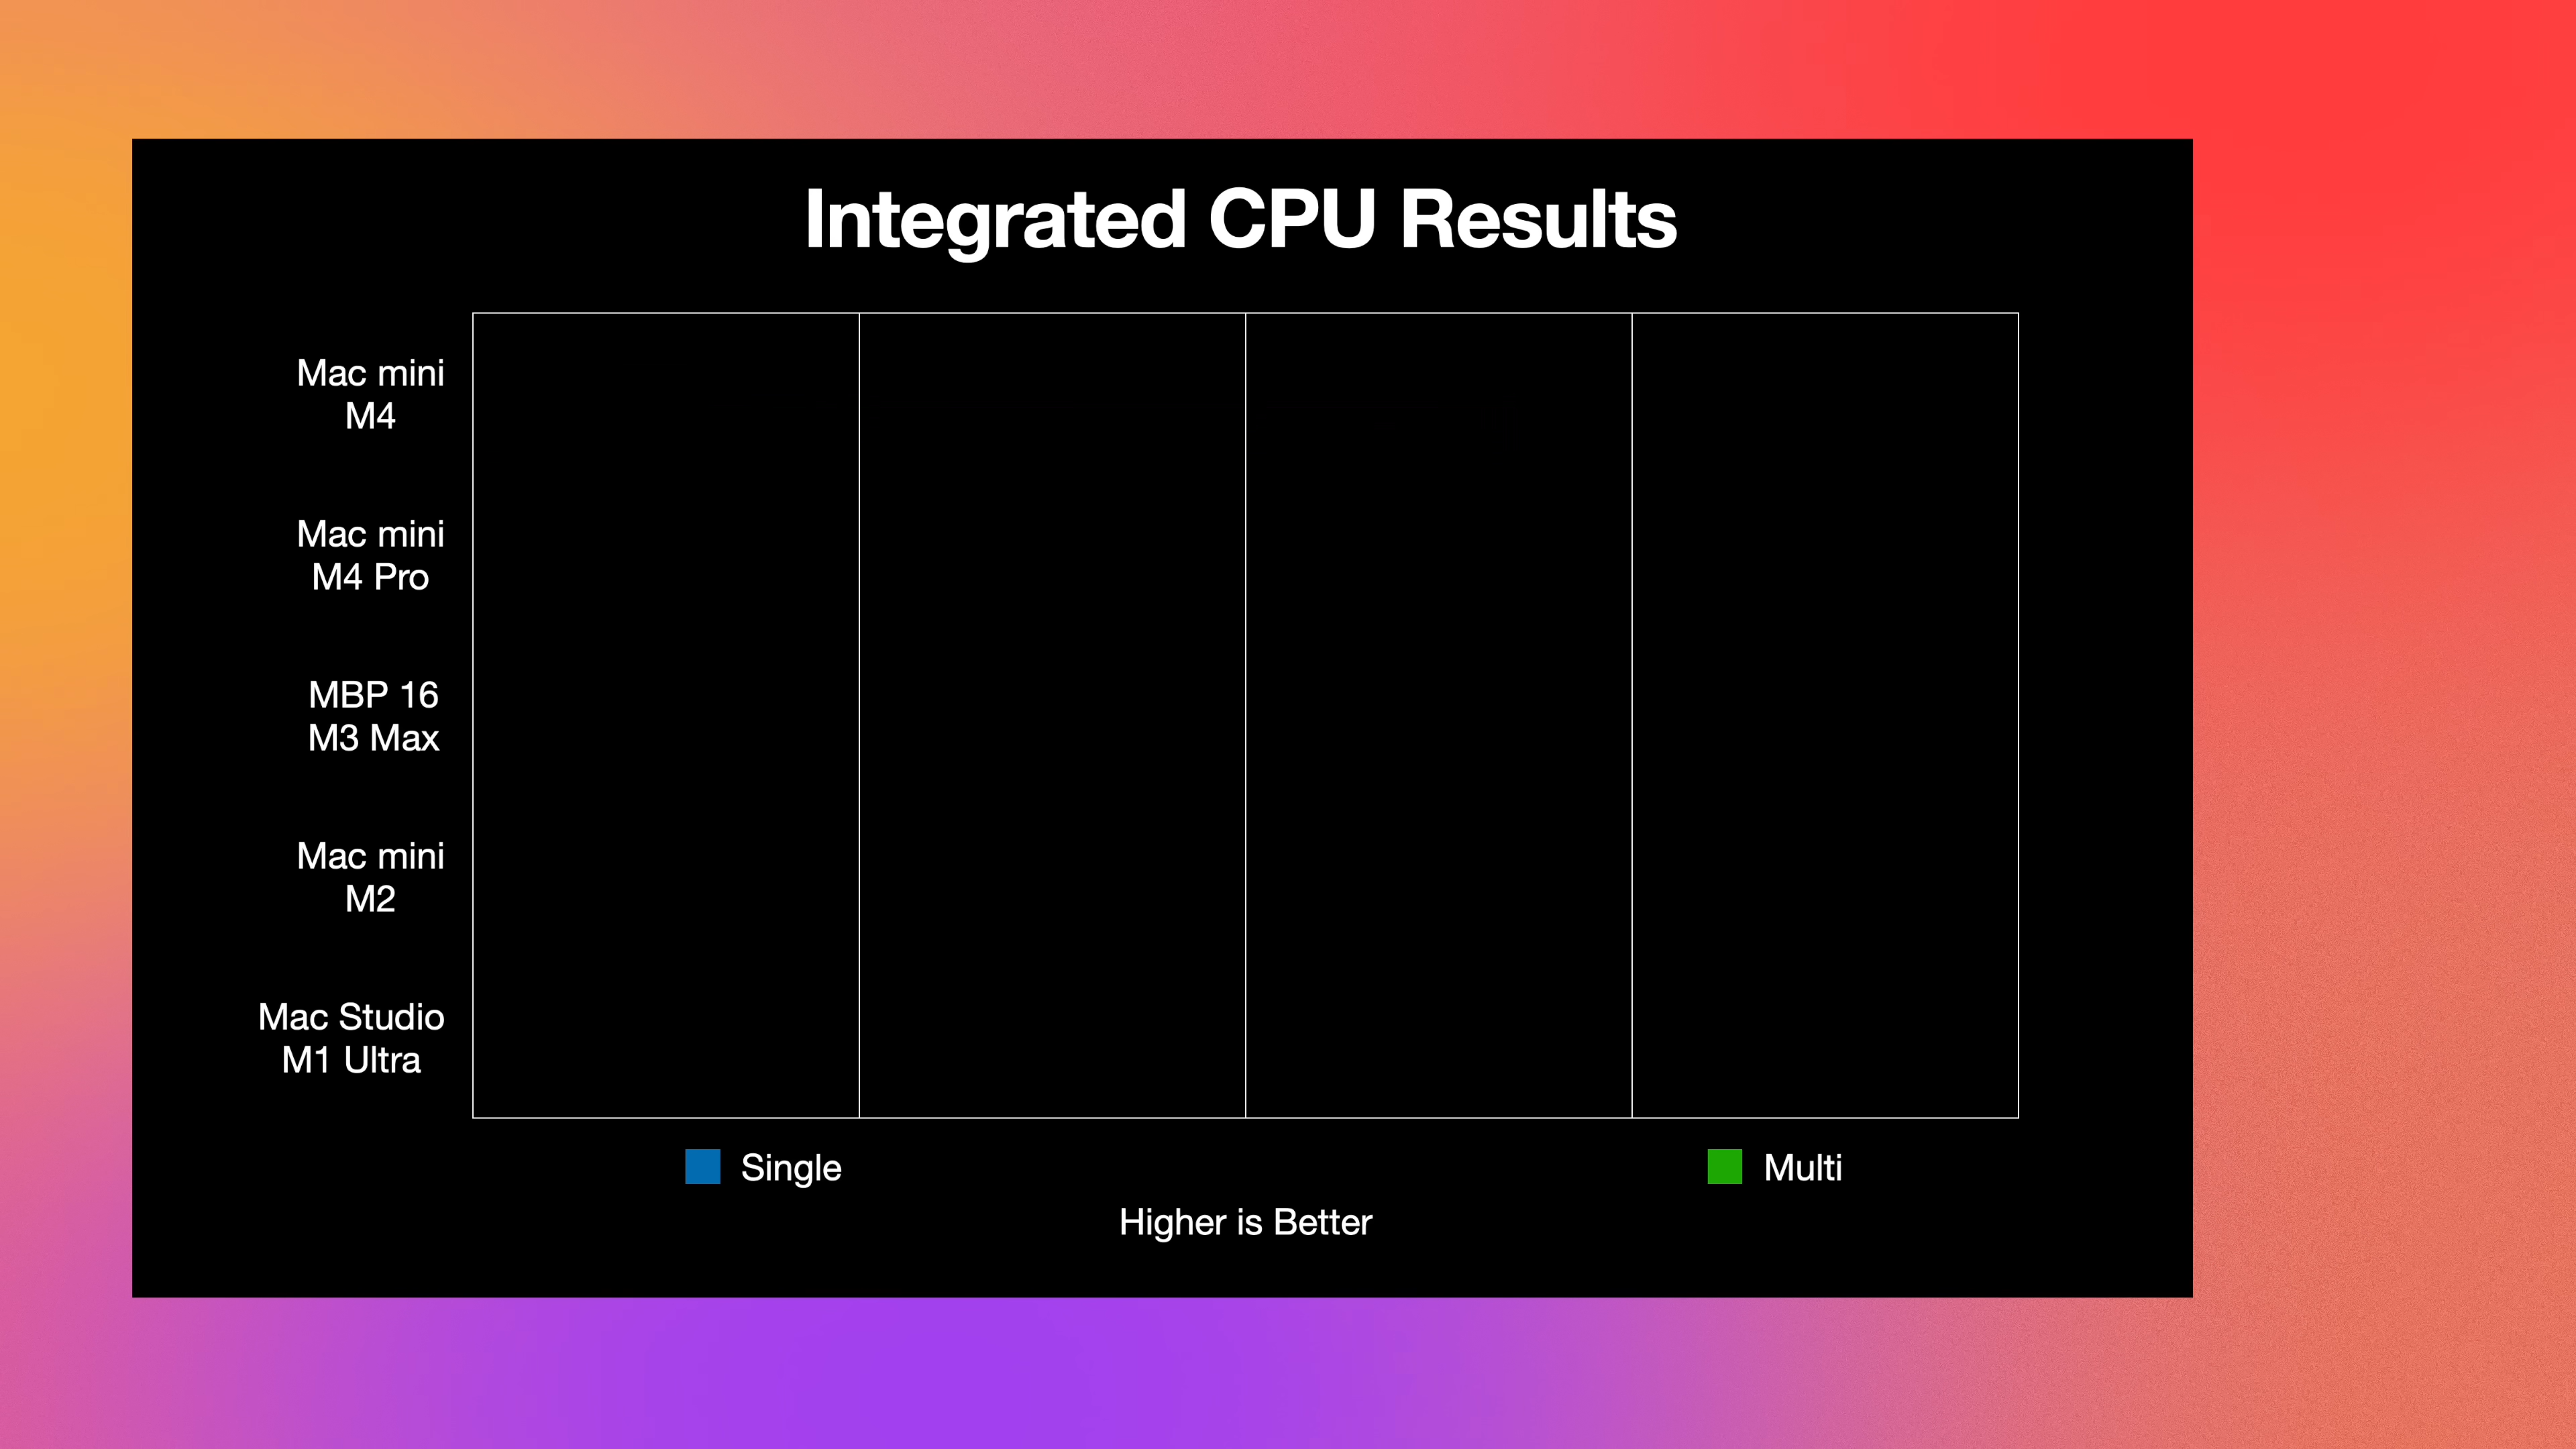 Integrated CPU Results
Mac mini
M4
Mac mini
M4 Pro
MBP 16
M3 Max
Mac mini
M2
Mac Studio
M1 Ultra
Single
Multi
Higher is Better